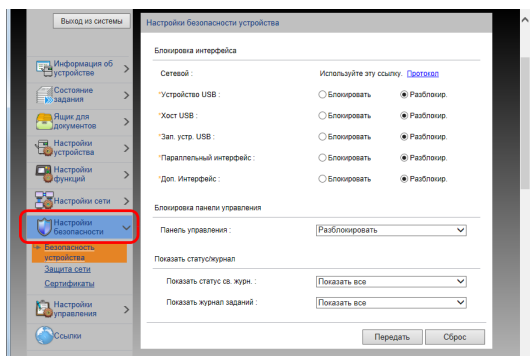 Выход из системы
Информация об
устройстве
Состояние
задания
Ящик для
документов
Настройки
устройства
Настройки
функций
Настройки сети
Настройки
безопасности
Безопасность
устройства
Защита сети
Сертификаты
Настройки
управления
Ссылки
Настройки безопасности устройства
Блокировка интерфейса
Сетевой : Используйте эту ссылку. Протокол
*Устройство USB : Блокировать Разблокир.
*Хост USB : Блокировать Разблокир.
*Зап. устр. USB : Блокировать Разблокир.
*Параллельный интерфейс : Блокировать Разблокир.
*Доп. Интерфейс : Блокировать Разблокир.
Блокировка панели управления
Панель управления : Разблокировать
Показать статус/журнал
Показать статус св. журн. : Показать все
Показать журнал заданий : Показать все
Передать Сброс